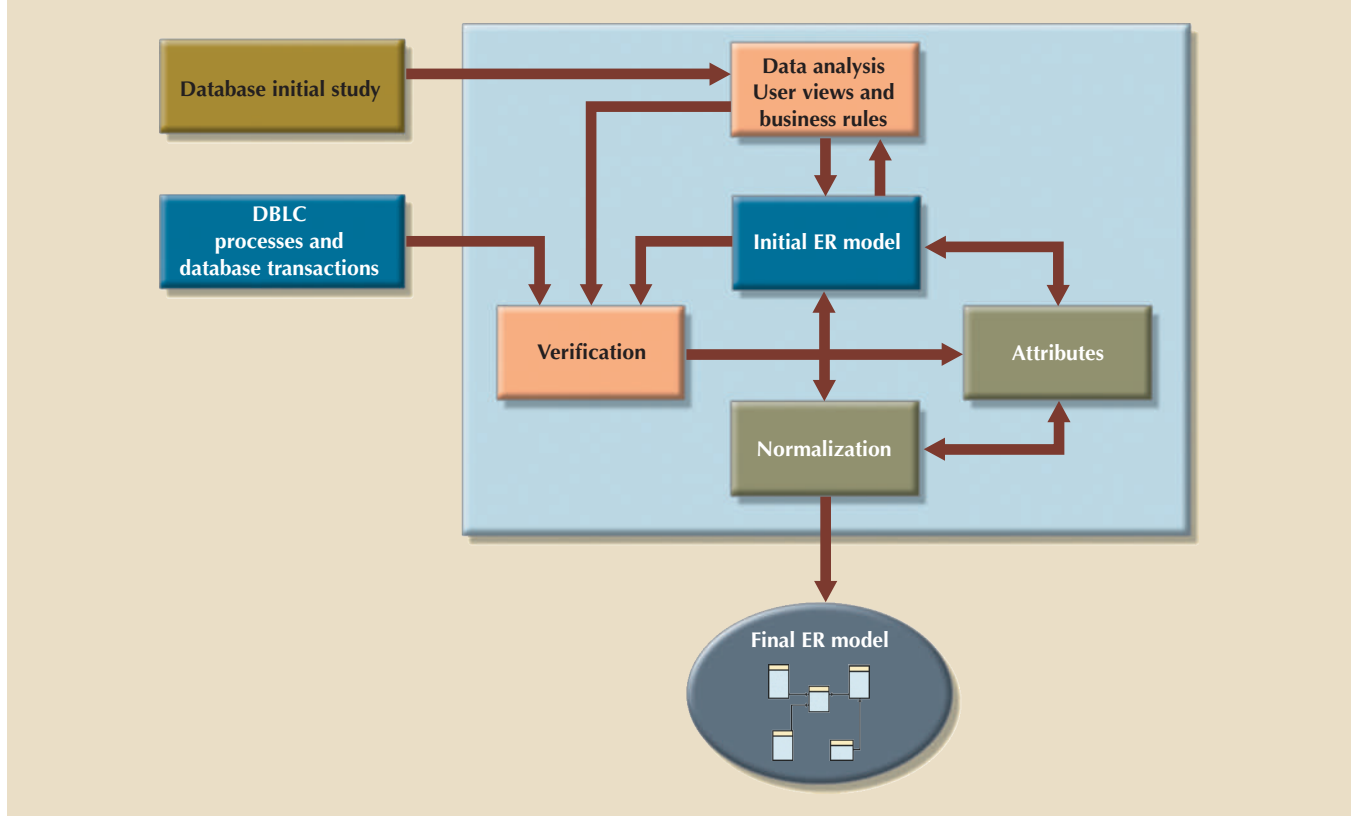 Database initial study
Data analysis
User views and
business rules
DBLC
processes and
database transactions
Initial ER model
Verification
Attributes
Normalization
Final ER model